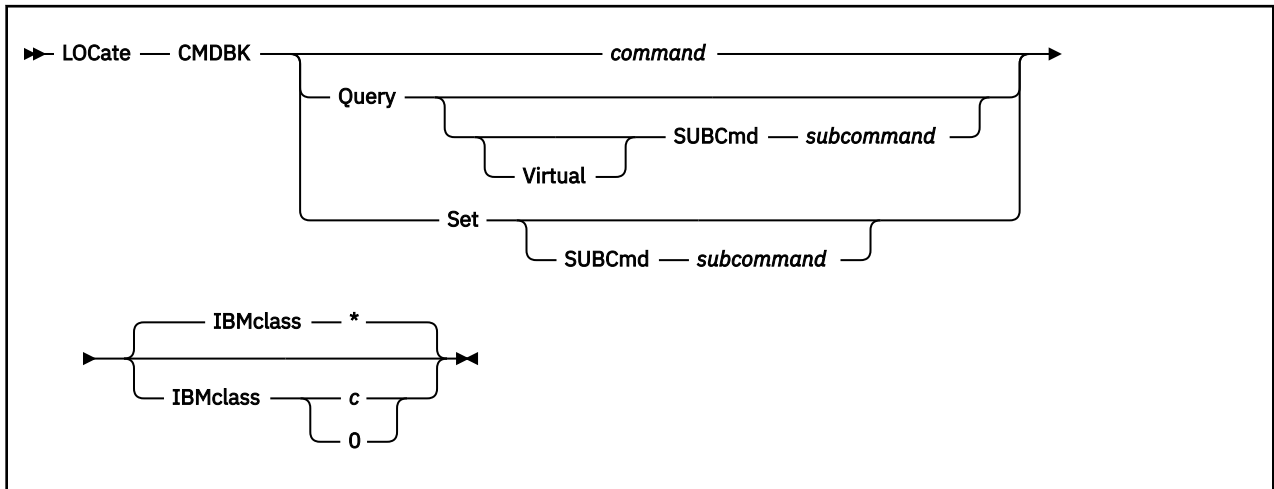 LOCate CMDBK command
Query
SUBCmd subcommand
Virtual
Set
SUBCmd subcommand
IBMclass *
IBMclass c
0